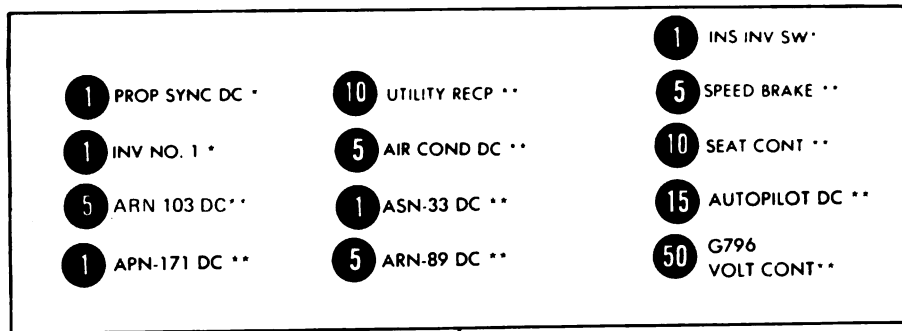 1 INS INV SW*
1 PROP SYNC DC *
10 UTILITY RECP **
5 SPEED BRAKE **
1 INV NO. 1 *
5 AIR COND DC **
10 SEAT CONT **
5 ARN 103 DC**
1 ASN-33 DC **
15 AUTOPILOT DC **
1 APN-171 DC **
5 ARN-89 DC **
50 G796
VOLT CONT**